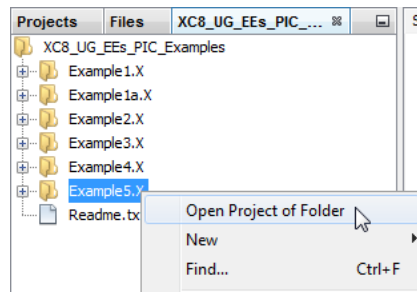 Projects Files XC8_UG_EEs_PIC_...
XC8_UG_EEs_PIC_Examples
Example1.X
Example1a.X
Example2.X
Example3.X
Example4.X
Example5.X
Readme.tx
Open Project of Folder
New
Find... Ctrl+F